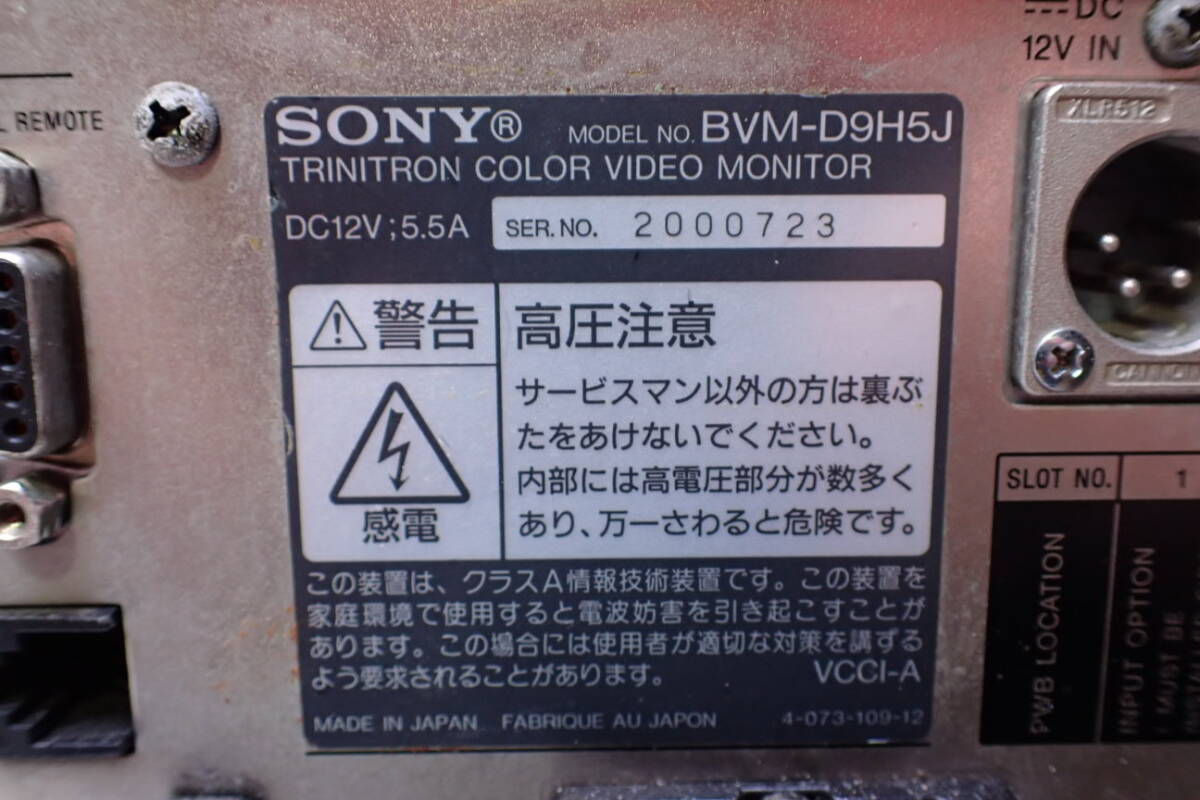 L REMOTE
⎓DC
12V IN
XLR512
SONY® MODEL NO. BVM-D9H5J
TRINITRON COLOR VIDEO MONITOR
DC12V;5.5A SER. NO. 2000723
警告
感電
高圧注意
サービスマン以外の方は裏ぶ
たをあけないでください。
内部には高電圧部分が数多く
あり、万一さわると危険です。
この装置は、クラスA情報技術装置です。この装置を
家庭環境で使用すると電波妨害を引き起こすことが
あります。この場合には使用者が適切な対策を講ずる
よう要求されることがあります。 VCCI-A
MADE IN JAPAN FABRIQUE AU JAPON 4-073-109-12
SLOT NO. 1
PWB LOCATION
INPUT OPTION
MUST BE